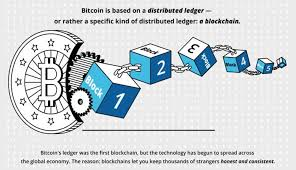 Bitcoin is based on a distributed ledger —
or rather a specific kind of distributed ledger: a blockchain.
Block 1
Block 2
3
Block 4
5
Bitcoin's ledger was the first blockchain, but the technology has begun to spread across
the global economy. The reason: blockchains let you keep thousands of strangers honest and consistent.